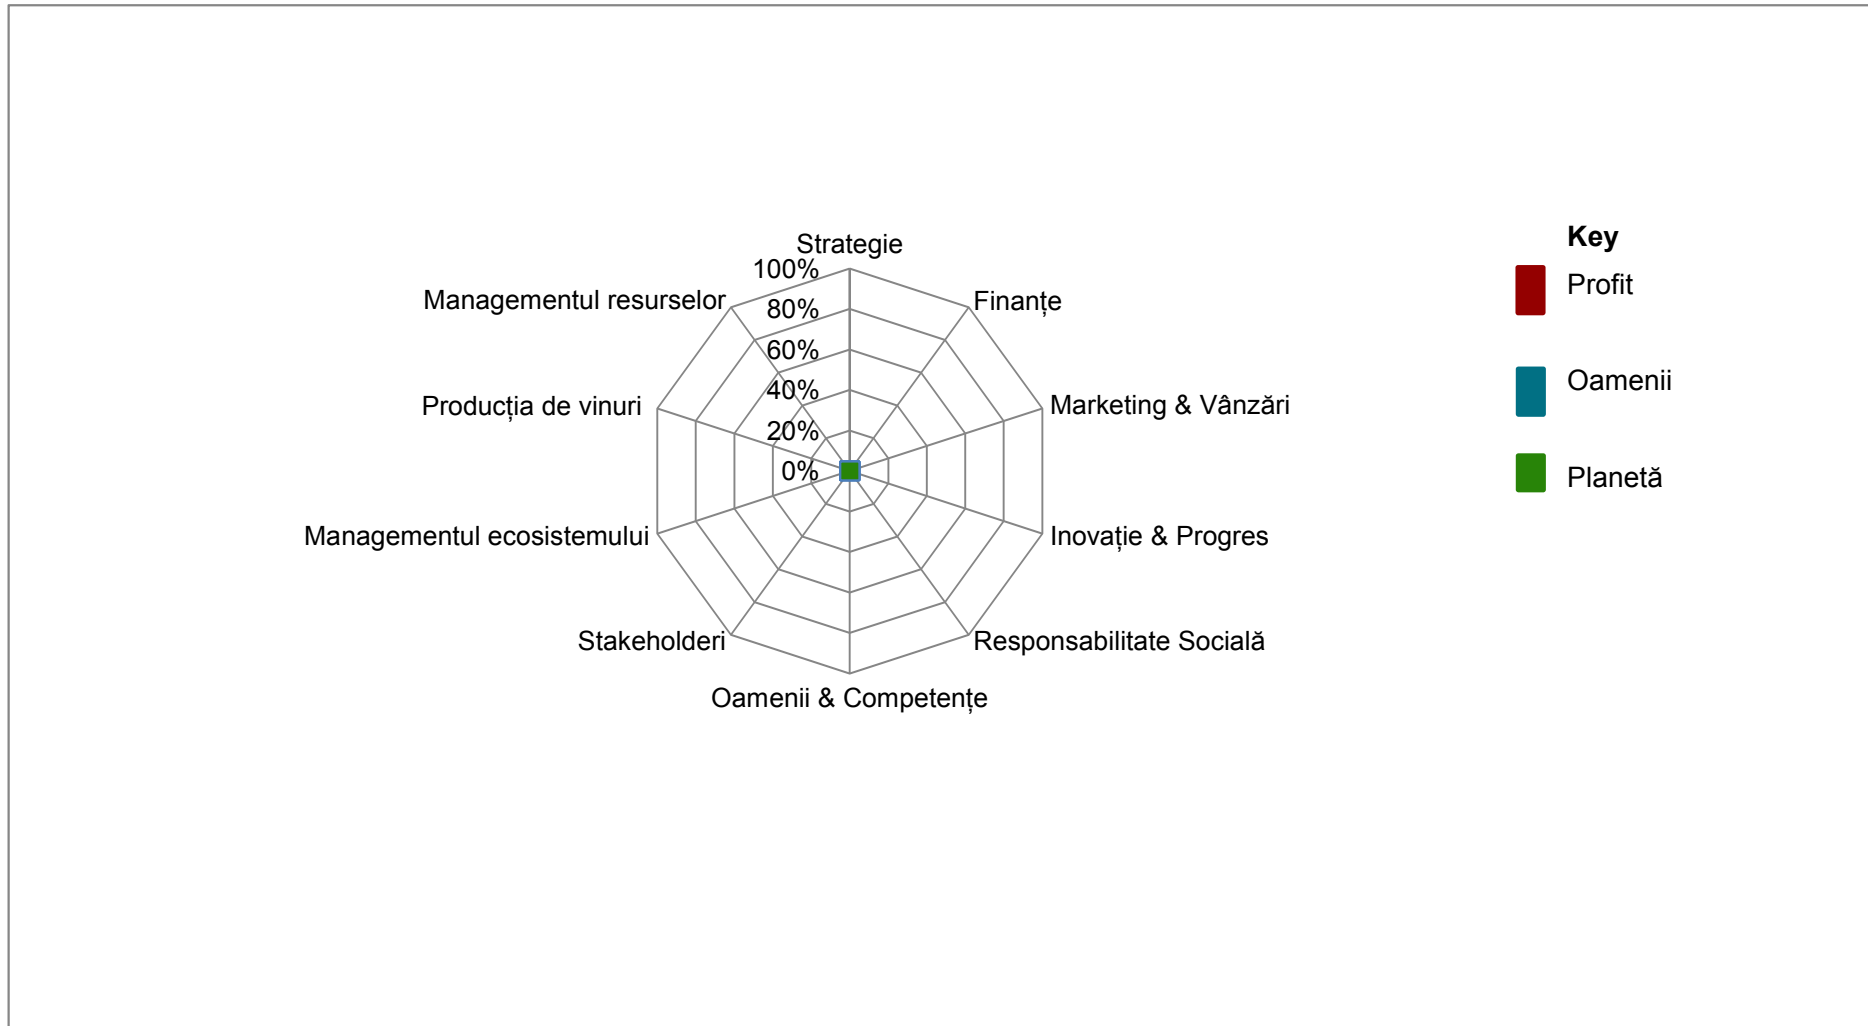 Strategie
100%
80%
60%
40%
20%
0%
Finanțe
Marketing & Vânzări
Inovație & Progres
Responsabilitate Socială
Oamenii & Competențe
Stakeholderi
Managementul ecosistemului
Producția de vinuri
Managementul resurselor
Key
Profit
Oamenii
Planetă